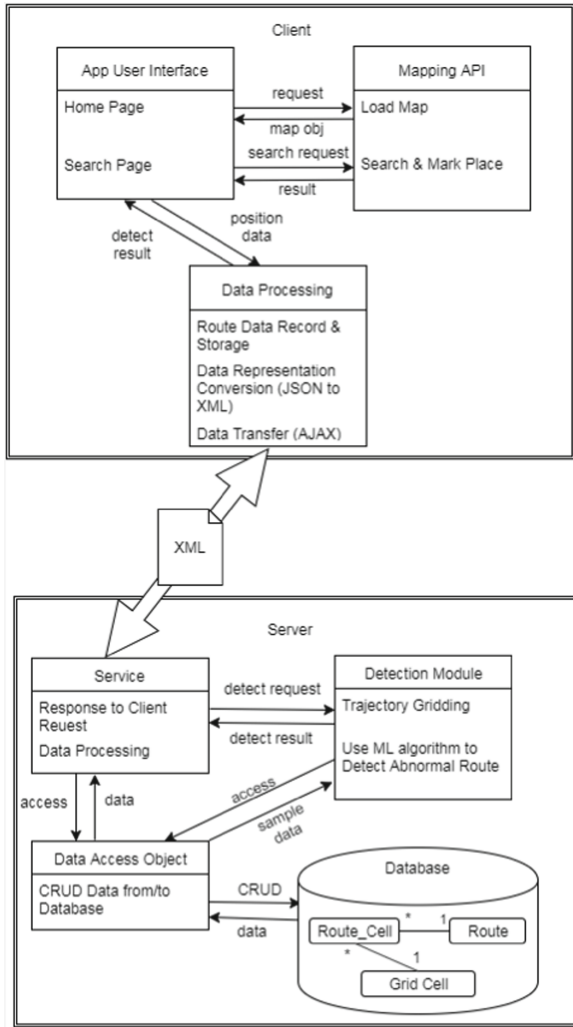 Client
App User Interface
Home Page
Search Page
request
map obj
search request
result
Mapping API
Load Map
Search & Mark Place
detect
result
position
data
Data Processing
Route Data Record &
Storage
Data Representation
Conversion (JSON to
XML)
Data Transfer (AJAX)
XML
Server
Service
Response to Client
Reuest
Data Processing
detect request
detect result
Detection Module
Trajectory Gridding
Use ML algorithm to
Detect Abnormal Route
access
data
access
sample
data
Data Access Object
CRUD Data from/to
Database
CRUD
data
Database
Route_Cell
*
1
Route
*
1
Grid Cell